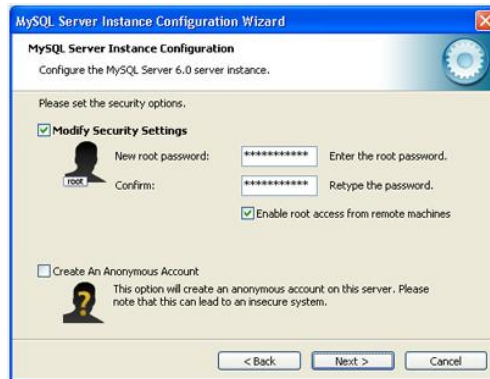 MySQL Server Instance Configuration Wizard
MySQL Server Instance Configuration
Configure the MySQL Server 6.0 server instance.
Please set the security options.
Modify Security Settings
root
New root password: *********** Enter the root password.
Confirm: *********** Retype the password.
Enable root access from remote machines
Create An Anonymous Account
This option will create an anonymous account on this server. Please
note that this can lead to an insecure system.
< Back Next > Cancel